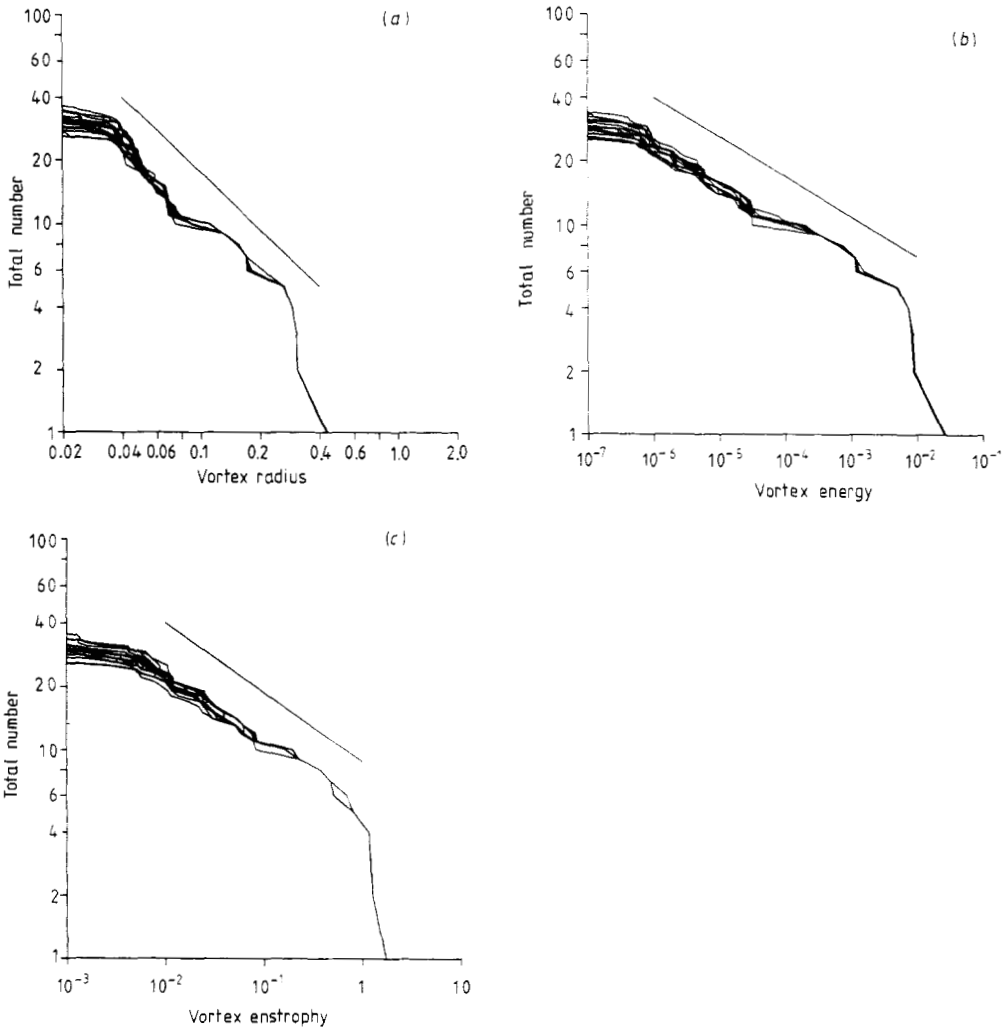 (a)
100
60
40
20
10
6
4
2
1
Total number
0.02 0.04 0.06 0.1 0.2 0.4 0.6 1.0 2.0
Vortex radius
(b)
100
60
40
20
10
6
4
2
1
Total number
10⁻⁷ 10⁻⁶ 10⁻⁵ 10⁻⁴ 10⁻³ 10⁻² 10⁻¹
Vortex energy
(c)
100
60
40
20
10
6
4
2
1
Total number
10⁻³ 10⁻² 10⁻¹ 1 10
Vortex enstrophy